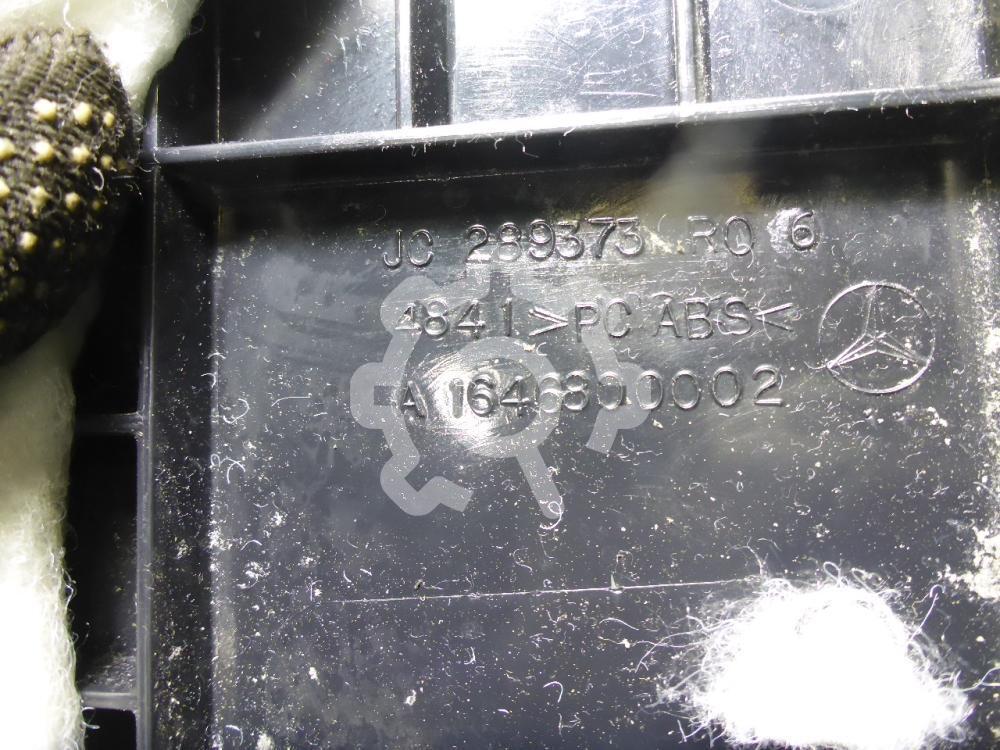 JC 289373 RQ 6
4841 >PC ABS<
A 1646800002